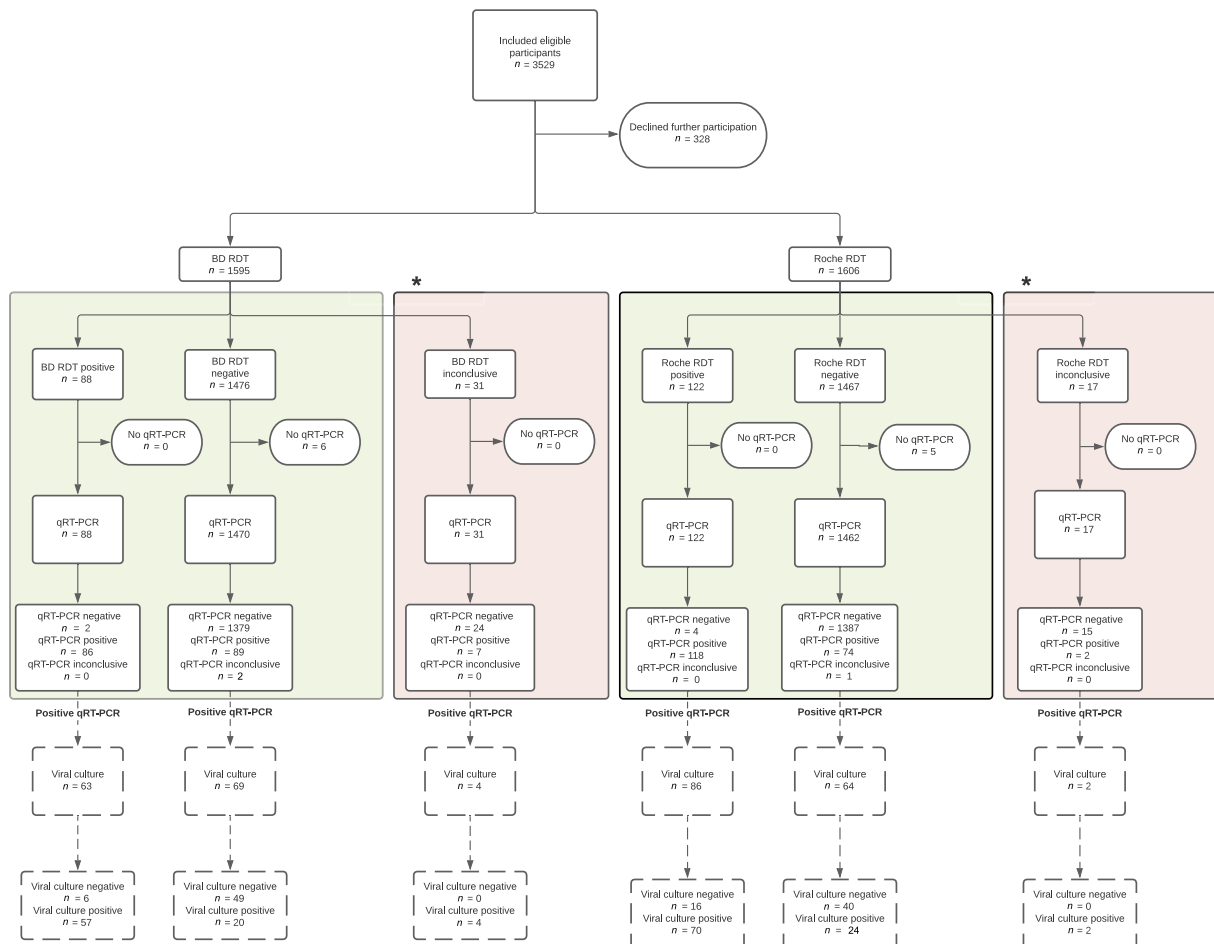 Included eligible
participants
n = 3529
Declined further participation
n = 328
BD RDT
n = 1595
Roche RDT
n = 1606
*
*
BD RDT positive
n = 88
BD RDT
negative
n = 1476
BD RDT
inconclusive
n = 31
Roche RDT
positive
n = 122
Roche RDT
negative
n = 1467
Roche RDT
inconclusive
n = 17
No qRT-PCR
n = 0
No qRT-PCR
n = 6
No qRT-PCR
n = 0
No qRT-PCR
n = 0
No qRT-PCR
n = 5
No qRT-PCR
n = 0
qRT-PCR
n = 88
qRT-PCR
n = 1470
qRT-PCR
n = 31
qRT-PCR
n = 122
qRT-PCR
n = 1462
qRT-PCR
n = 17
qRT-PCR negative
n = 2
qRT-PCR positive
n = 86
qRT-PCR inconclusive
n = 0
qRT-PCR negative
n = 1379
qRT-PCR positive
n = 89
qRT-PCR inconclusive
n = 2
qRT-PCR negative
n = 24
qRT-PCR positive
n = 7
qRT-PCR inconclusive
n = 0
qRT-PCR negative
n = 4
qRT-PCR positive
n = 118
qRT-PCR inconclusive
n = 0
qRT-PCR negative
n = 1387
qRT-PCR positive
n = 74
qRT-PCR inconclusive
n = 1
qRT-PCR negative
n = 15
qRT-PCR positive
n = 2
qRT-PCR inconclusive
n = 0
Positive qRT-PCR
Positive qRT-PCR
Positive qRT-PCR
Positive qRT-PCR
Positive qRT-PCR
Positive qRT-PCR
Viral culture
n = 63
Viral culture
n = 69
Viral culture
n = 4
Viral culture
n = 86
Viral culture
n = 64
Viral culture
n = 2
Viral culture negative
n = 6
Viral culture positive
n = 57
Viral culture negative
n = 49
Viral culture positive
n = 20
Viral culture negative
n = 0
Viral culture positive
n = 4
Viral culture negative
n = 16
Viral culture positive
n = 70
Viral culture negative
n = 40
Viral culture positive
n = 24
Viral culture negative
n = 0
Viral culture positive
n = 2